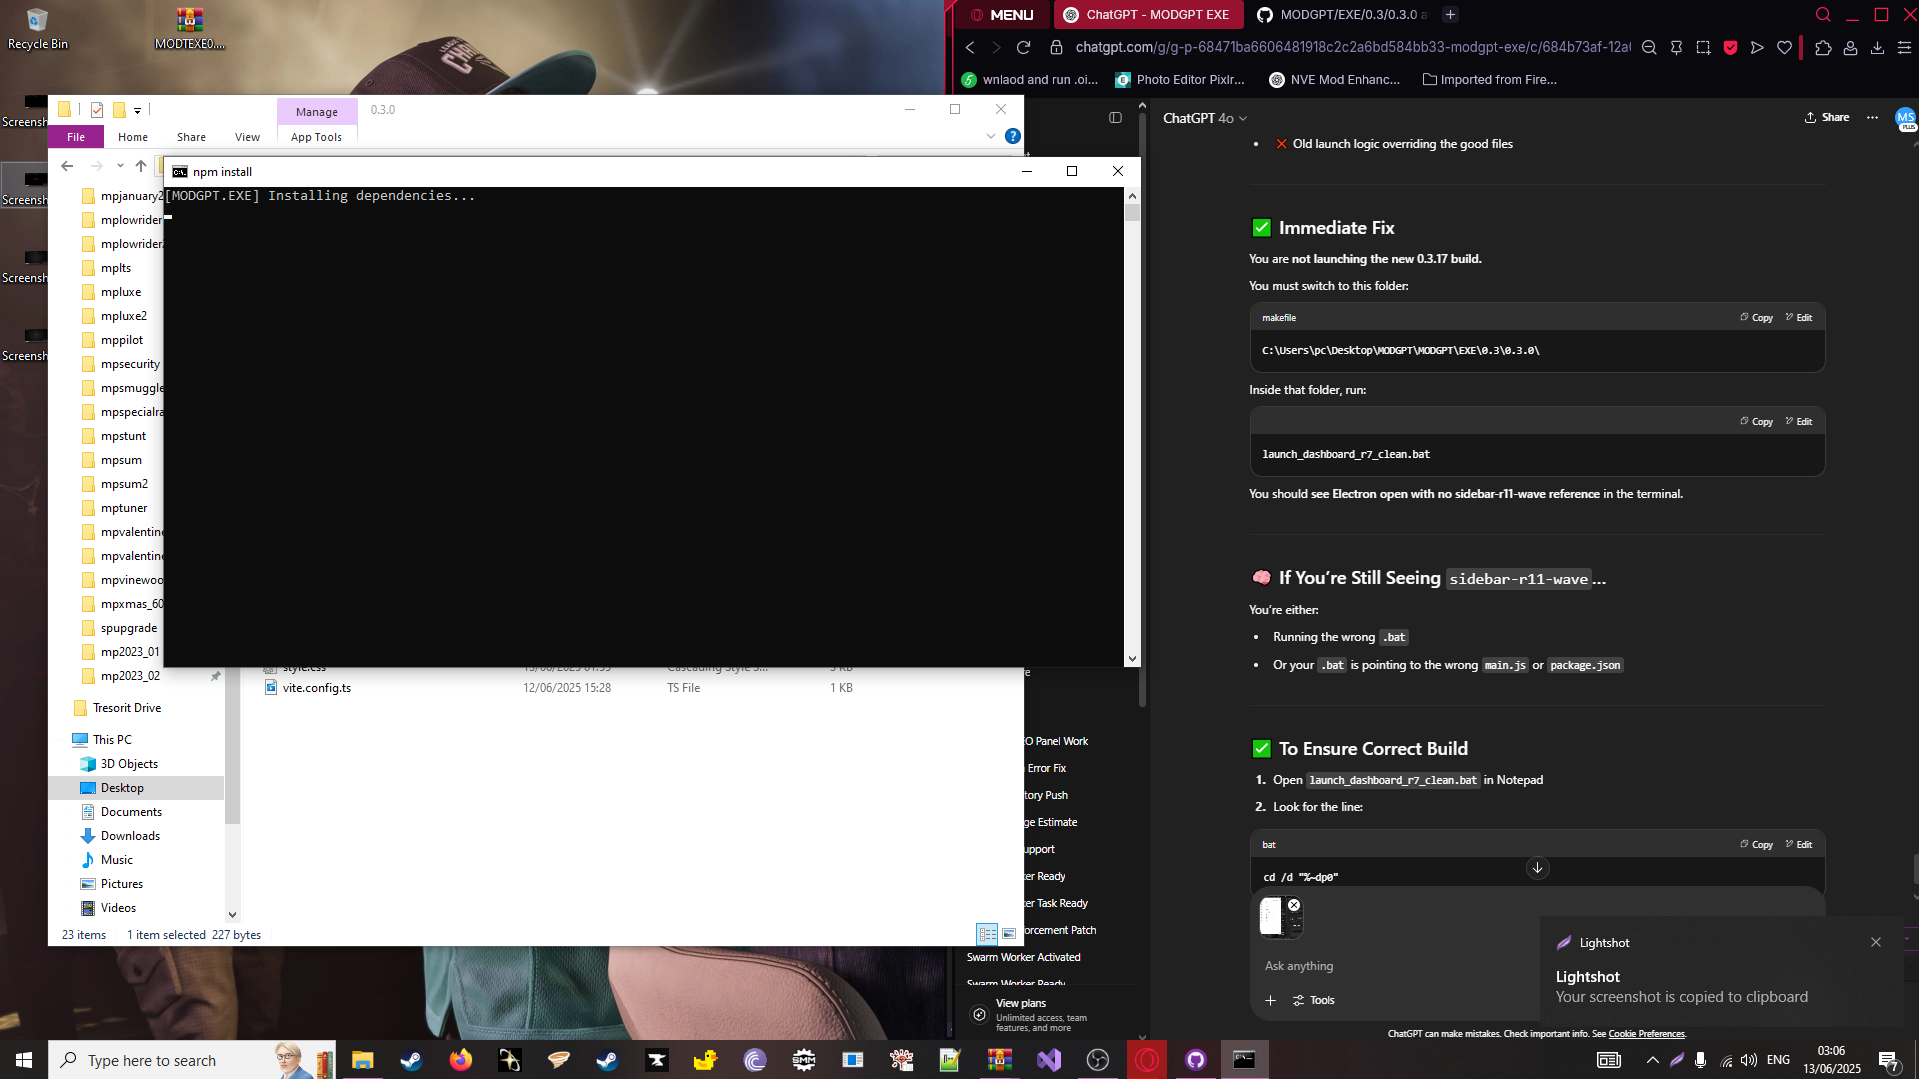 Recycle Bin
MODTEXE0....
Screensh
Screensh
Screensh
Screensh
Manage
0.3.0
File
Home
Share
View
App Tools
npm install
[MODGPT.EXE] Installing dependencies...
mpjanuary2
mplowrider
mplowrider.
mplts
mpluxe
mpluxe2
mppilot
mpsecurity
mpsmuggle
mpspecialra
mpstunt
mpsum
mpsum2
mptuner
mpvalentine
mpvalentine
mpvinewoo
mpxmas_60
spupgrade
mp2023_01
mp2023_02
Tresorit Drive
This PC
3D Objects
Desktop
Documents
Downloads
Music
Pictures
Videos
style.css
vite.config.ts
12/06/2025 15:28
TS File
1 KB
23 items
1 item selected 227 bytes
MENU
ChatGPT - MODGPT EXE
MODGPT/EXE/0.3/0.3.0 a
chatgpt.com/g/g-p-68471ba6606481918c2c2a6bd584bb33-modgpt-exe/c/684b73af-12a
wnlaod and run .oi...
Photo Editor Pixlr...
NVE Mod Enhanc...
Imported from Fire...
ChatGPT 4o
Share
MS
PLUS
❌ Old launch logic overriding the good files
✅ Immediate Fix
You are not launching the new 0.3.17 build.
You must switch to this folder:
makefile
Copy
Edit
C:\Users\pc\Desktop\MODGPT\MODGPT\EXE\0.3\0.3.0\
Inside that folder, run:
Copy
Edit
launch_dashboard_r7_clean.bat
You should see Electron open with no sidebar-r11-wave reference in the terminal.
🧠 If You’re Still Seeing sidebar-r11-wave...
You’re either:
Running the wrong .bat
Or your .bat is pointing to the wrong main.js or package.json
✅ To Ensure Correct Build
1. Open launch_dashboard_r7_clean.bat in Notepad
2. Look for the line:
bat
Copy
Edit
cd /d "%~dp0"
Ask anything
Tools
ChatGPT can make mistakes. Check important info. See Cookie Preferences.
O Panel Work
Error Fix
tory Push
ge Estimate
upport
ter Ready
ter Task Ready
forcement Patch
Swarm Worker Activated
Swarm Worker Ready
View plans
Unlimited access, team
features, and more
Lightshot
Lightshot
Your screenshot is copied to clipboard
Type here to search
SMM
ENG
03:06
13/06/2025
7